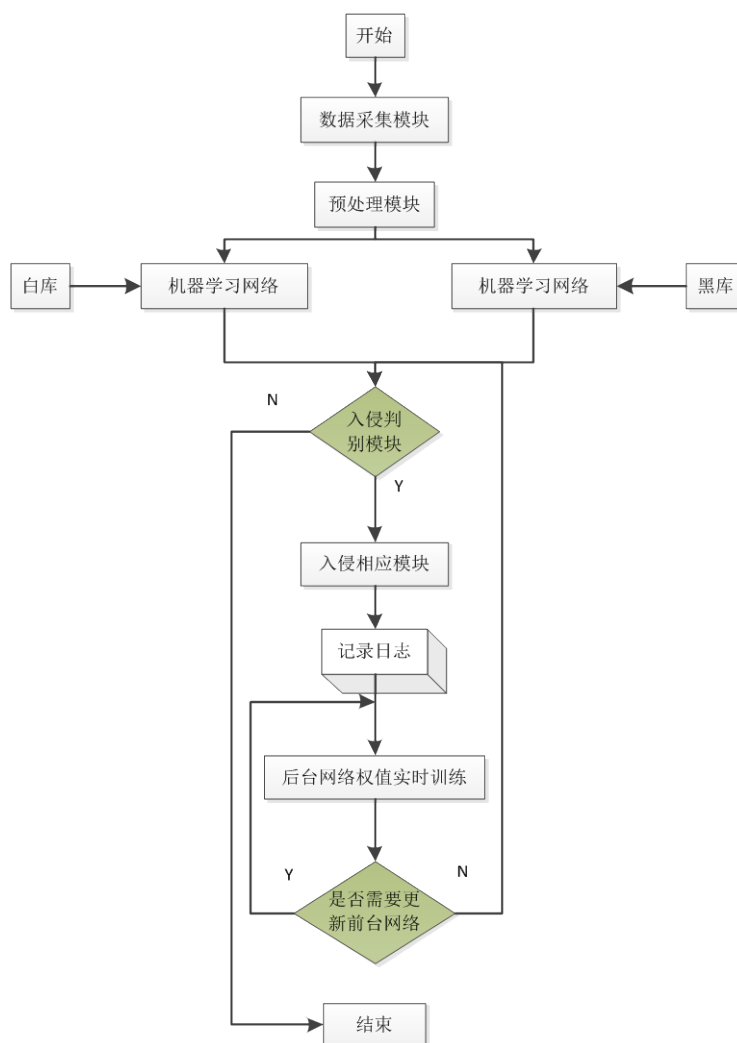 开始
数据采集模块
预处理模块
白库
机器学习网络
机器学习网络
黑库
N
入侵判
别模块
Y
入侵相应模块
记录日志
后台网络权值实时训练
Y
N
是否需要更
新前台网络
结束